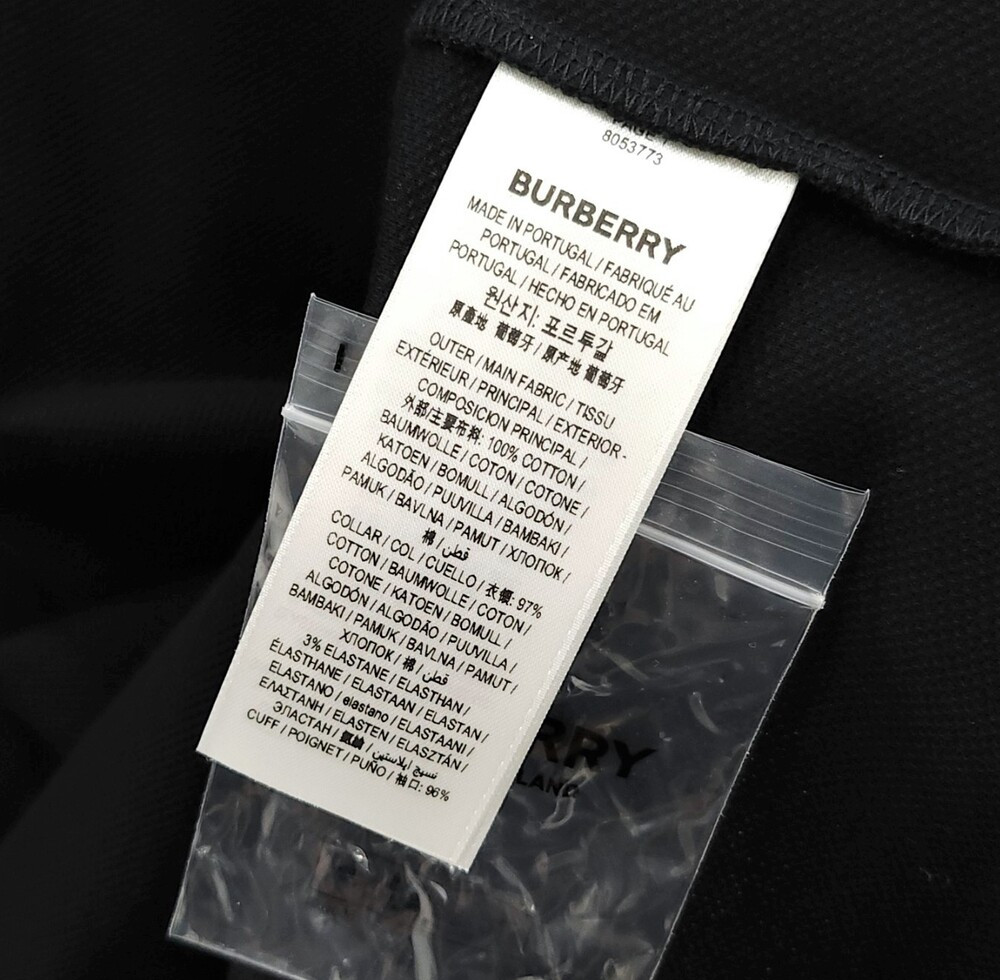 PAGE 1
8053773
BURBERRY
MADE IN PORTUGAL / FABRIQUÉ AU
PORTUGAL / FABRICADO EM
PORTUGAL / HECHO EN PORTUGAL
원산지: 포르투갈
原產地 葡萄牙 / 原产地 葡萄牙
OUTER / MAIN FABRIC / TISSU
EXTÉRIEUR / PRINCIPAL / EXTERIOR-
COMPOSICION PRINCIPAL /
外部/主要布料: 100% COTTON /
BAUMWOLLE / COTON / COTONE /
KATOEN / BOMULL / ALGODÓN /
ALGODÃO / PUUVILLA / BAMBAKI /
PAMUK / BAVLNA / PAMUT / ХЛОПОК /
棉 / قطن
COLLAR / COL / CUELLO / 衣領: 97%
COTTON / BAUMWOLLE / COTON /
COTONE / KATOEN / BOMULL /
ALGODÓN / ALGODÃO / PUUVILLA /
BAMBAKI / PAMUK / BAVLNA / PAMUT /
ХЛОПОК / 棉 / قطن
3% ELASTANE / ELASTHAN /
ÉLASTHANE / ELASTAAN / ELASTAN /
ELASTANO / elastano / ELASTAANI /
ΕΛΑΣΤΑΝΗ / ELASTEN / ELASZTÁN /
ЭЛАСТАН / 氨綸 / نسيج ايلاستين
CUFF / POIGNET / PUÑO / 袖口: 96%
RRY